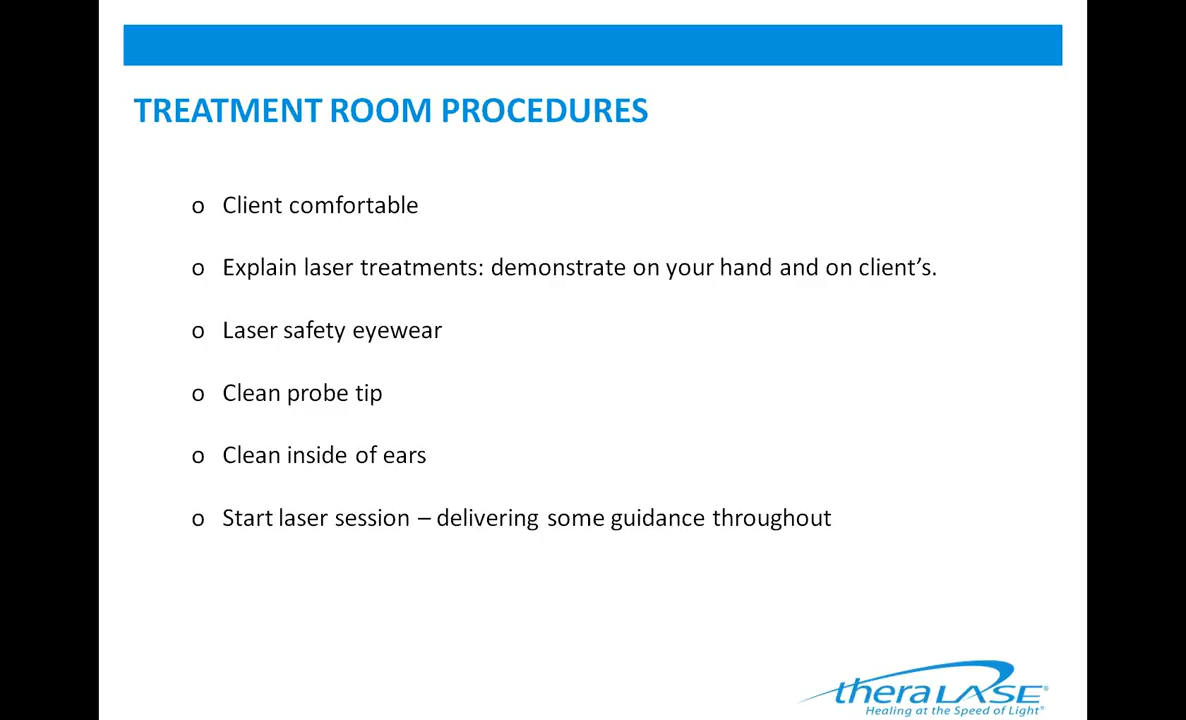 TREATMENT ROOM PROCEDURES
o Client comfortable
o Explain laser treatments: demonstrate on your hand and on client’s.
o Laser safety eyewear
o Clean probe tip
o Clean inside of ears
o Start laser session – delivering some guidance throughout
theraLASE®
Healing at the Speed of Light®